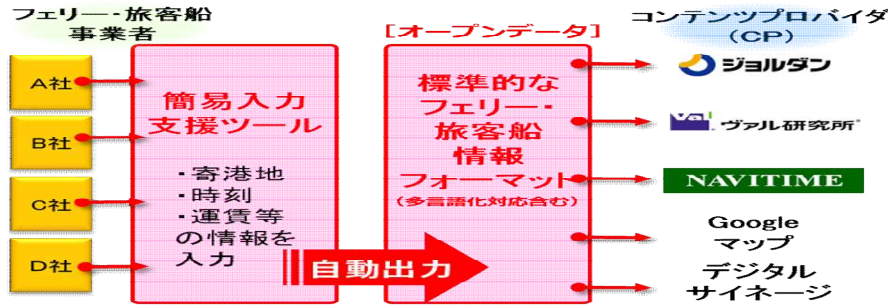 フェリー・旅客船
事業者
A社
B社
C社
D社
簡易入力
支援ツール
・寄港地
・時刻
・運賃等
の情報を
入力
自動出力
[オープンデータ]
標準的な
フェリー・
旅客船
情報
フォーマット
(多言語化対応含む)
コンテンツプロバイダ
(CP)
ジョルダン
Val
ヴァル研究所
NAVITIME
Google
マップ
デジタル
サイネージ